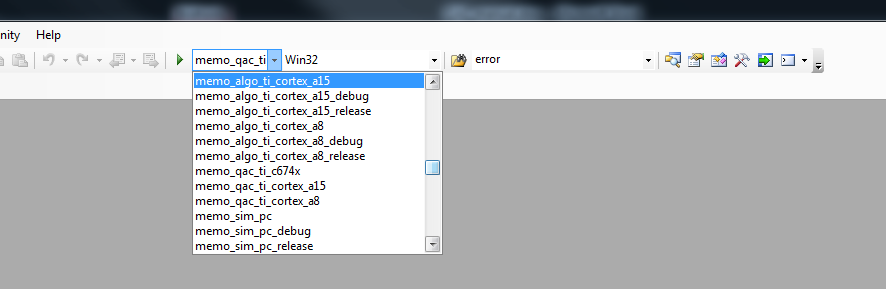 nity Help
memo_qac_ti Win32 error
memo_algo_ti_cortex_a15
memo_algo_ti_cortex_a15_debug
memo_algo_ti_cortex_a15_release
memo_algo_ti_cortex_a8
memo_algo_ti_cortex_a8_debug
memo_algo_ti_cortex_a8_release
memo_qac_ti_c674x
memo_qac_ti_cortex_a15
memo_qac_ti_cortex_a8
memo_sim_pc
memo_sim_pc_debug
memo_sim_pc_release